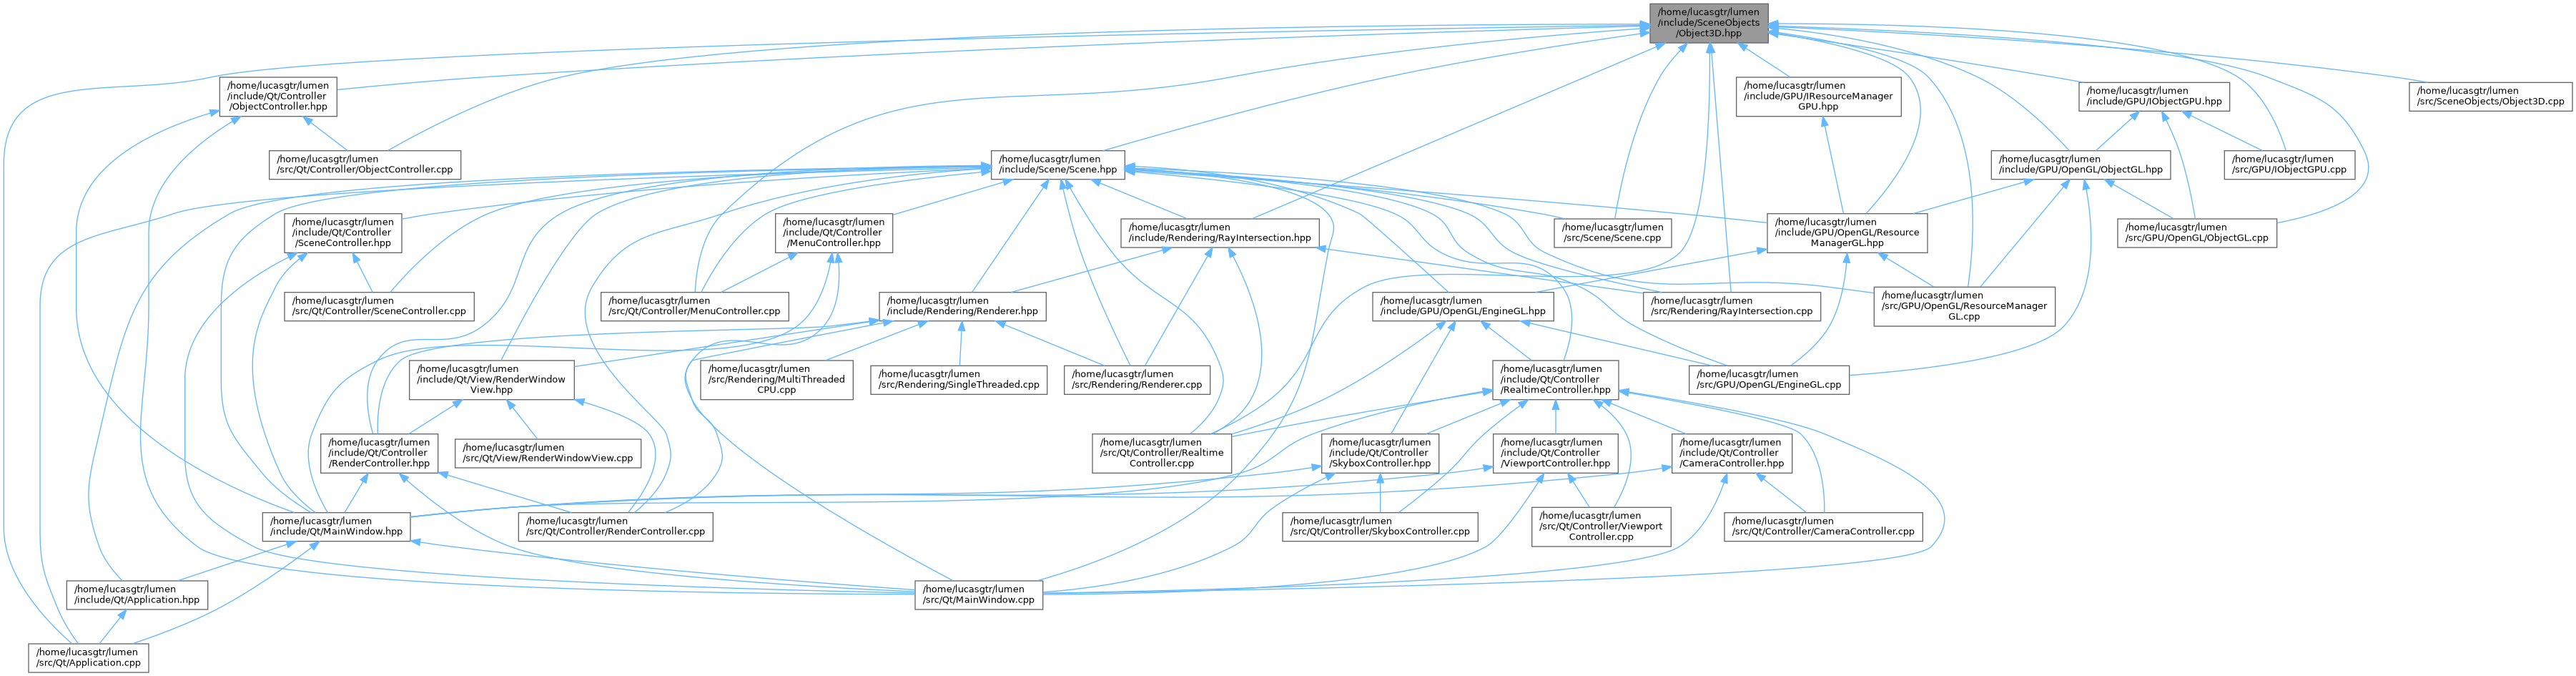 /home/lucasgtr/lumen
/include/SceneObjects
/Object3D.hpp
/home/lucasgtr/lumen
/include/Qt/Controller
/ObjectController.hpp
/home/lucasgtr/lumen
/include/GPU/IResourceManager
GPU.hpp
/home/lucasgtr/lumen
/include/GPU/IObjectGPU.hpp
/home/lucasgtr/lumen
/src/SceneObjects/Object3D.cpp
/home/lucasgtr/lumen
/src/Qt/Controller/ObjectController.cpp
/home/lucasgtr/lumen
/include/Scene/Scene.hpp
/home/lucasgtr/lumen
/include/GPU/OpenGL/ObjectGL.hpp
/home/lucasgtr/lumen
/src/GPU/IObjectGPU.cpp
/home/lucasgtr/lumen
/include/Qt/Controller
/SceneController.hpp
/home/lucasgtr/lumen
/include/Qt/Controller
/MenuController.hpp
/home/lucasgtr/lumen
/include/Rendering/RayIntersection.hpp
/home/lucasgtr/lumen
/src/Scene/Scene.cpp
/home/lucasgtr/lumen
/include/GPU/OpenGL/Resource
ManagerGL.hpp
/home/lucasgtr/lumen
/src/GPU/OpenGL/ObjectGL.cpp
/home/lucasgtr/lumen
/src/Qt/Controller/SceneController.cpp
/home/lucasgtr/lumen
/src/Qt/Controller/MenuController.cpp
/home/lucasgtr/lumen
/include/Rendering/Renderer.hpp
/home/lucasgtr/lumen
/include/GPU/OpenGL/EngineGL.hpp
/home/lucasgtr/lumen
/src/Rendering/RayIntersection.cpp
/home/lucasgtr/lumen
/src/GPU/OpenGL/ResourceManager
GL.cpp
/home/lucasgtr/lumen
/include/Qt/View/RenderWindow
View.hpp
/home/lucasgtr/lumen
/src/Rendering/MultiThreaded
CPU.cpp
/home/lucasgtr/lumen
/src/Rendering/SingleThreaded.cpp
/home/lucasgtr/lumen
/src/Rendering/Renderer.cpp
/home/lucasgtr/lumen
/include/Qt/Controller
/RealtimeController.hpp
/home/lucasgtr/lumen
/src/GPU/OpenGL/EngineGL.cpp
/home/lucasgtr/lumen
/include/Qt/Controller
/RenderController.hpp
/home/lucasgtr/lumen
/src/Qt/View/RenderWindowView.cpp
/home/lucasgtr/lumen
/src/Qt/Controller/Realtime
Controller.cpp
/home/lucasgtr/lumen
/include/Qt/Controller
/SkyboxController.hpp
/home/lucasgtr/lumen
/include/Qt/Controller
/ViewportController.hpp
/home/lucasgtr/lumen
/include/Qt/Controller
/CameraController.hpp
/home/lucasgtr/lumen
/include/Qt/MainWindow.hpp
/home/lucasgtr/lumen
/src/Qt/Controller/RenderController.cpp
/home/lucasgtr/lumen
/src/Qt/Controller/SkyboxController.cpp
/home/lucasgtr/lumen
/src/Qt/Controller/Viewport
Controller.cpp
/home/lucasgtr/lumen
/src/Qt/Controller/CameraController.cpp
/home/lucasgtr/lumen
/include/Qt/Application.hpp
/home/lucasgtr/lumen
/src/Qt/MainWindow.cpp
/home/lucasgtr/lumen
/src/Qt/Application.cpp